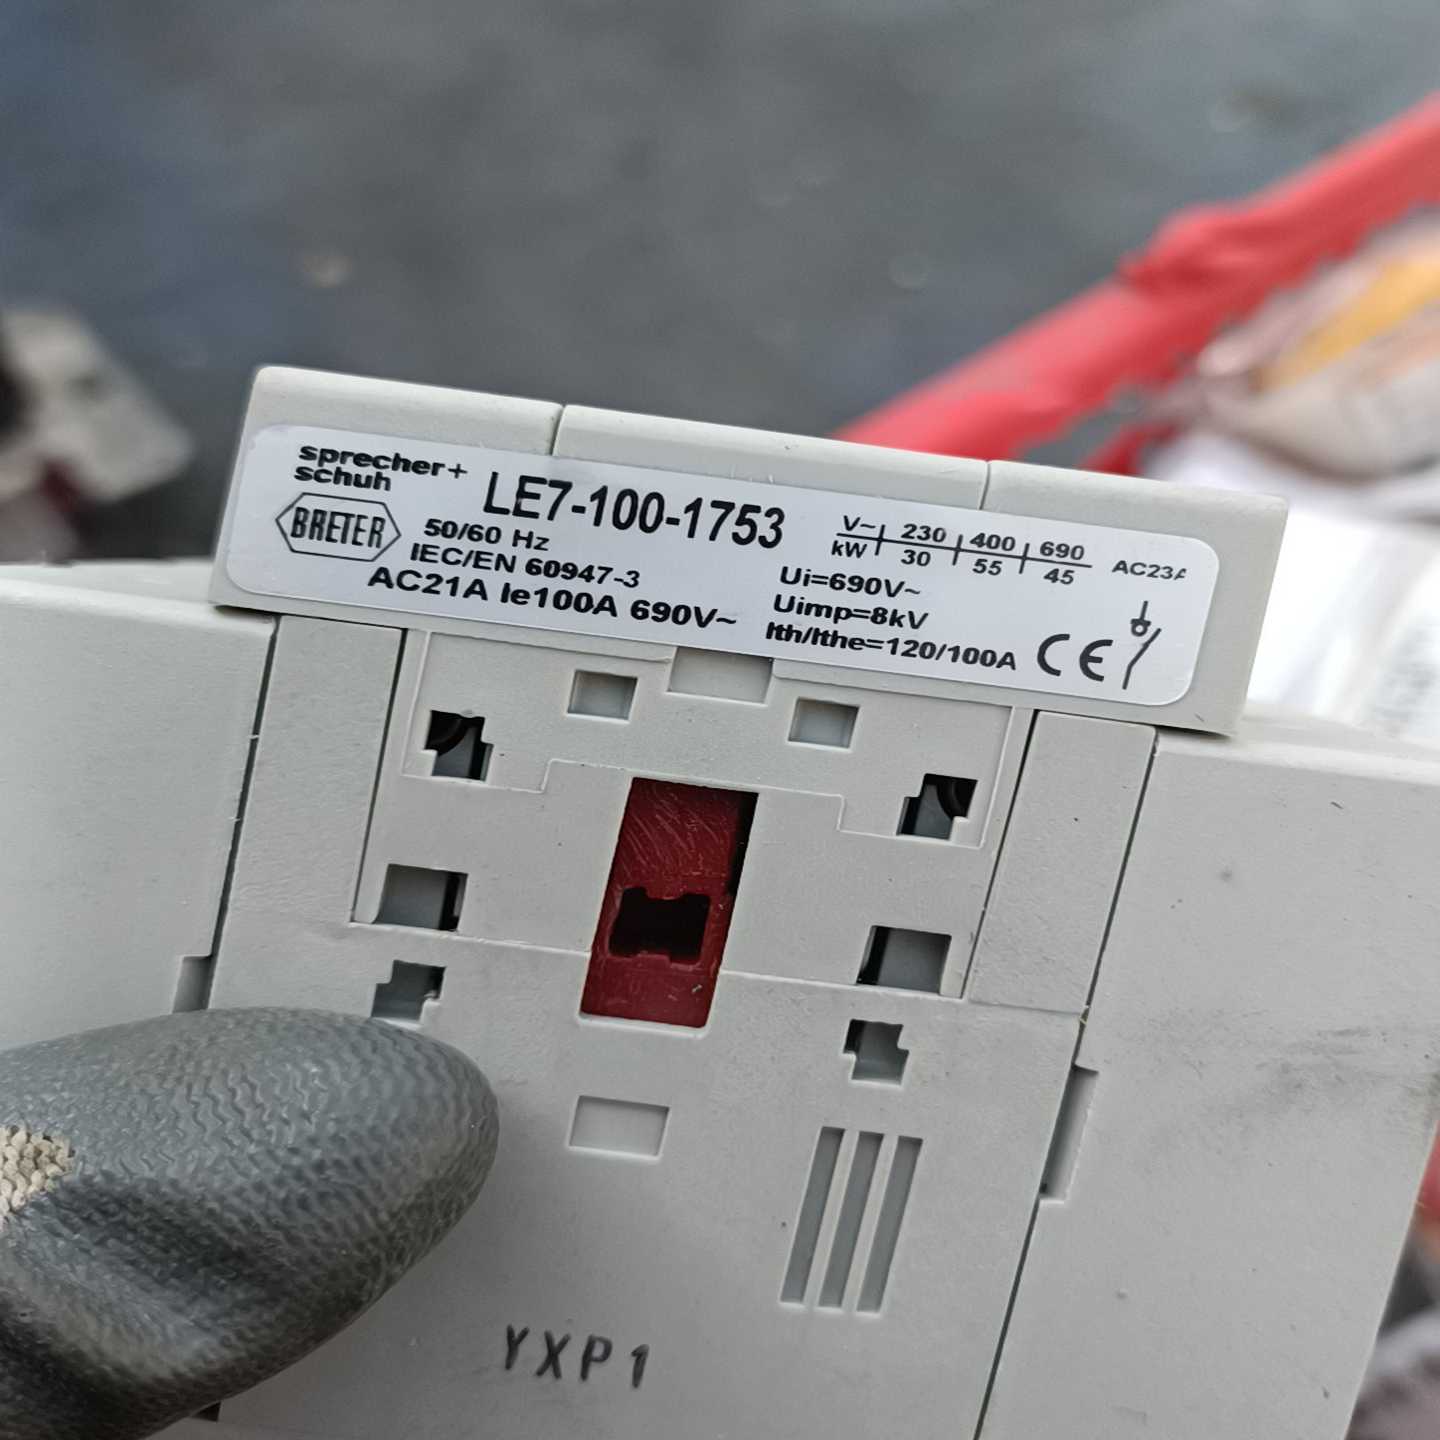 sprecher+
schuh
LE7-100-1753
BRETER
50/60 Hz
IEC/EN 60947-3
AC21A Ie100A 690V~
V~ 230 400 690
kW 30 55 45
AC23A
Ui=690V~
Uimp=8kV
Ith/Ithe=120/100A
CE
YXP1